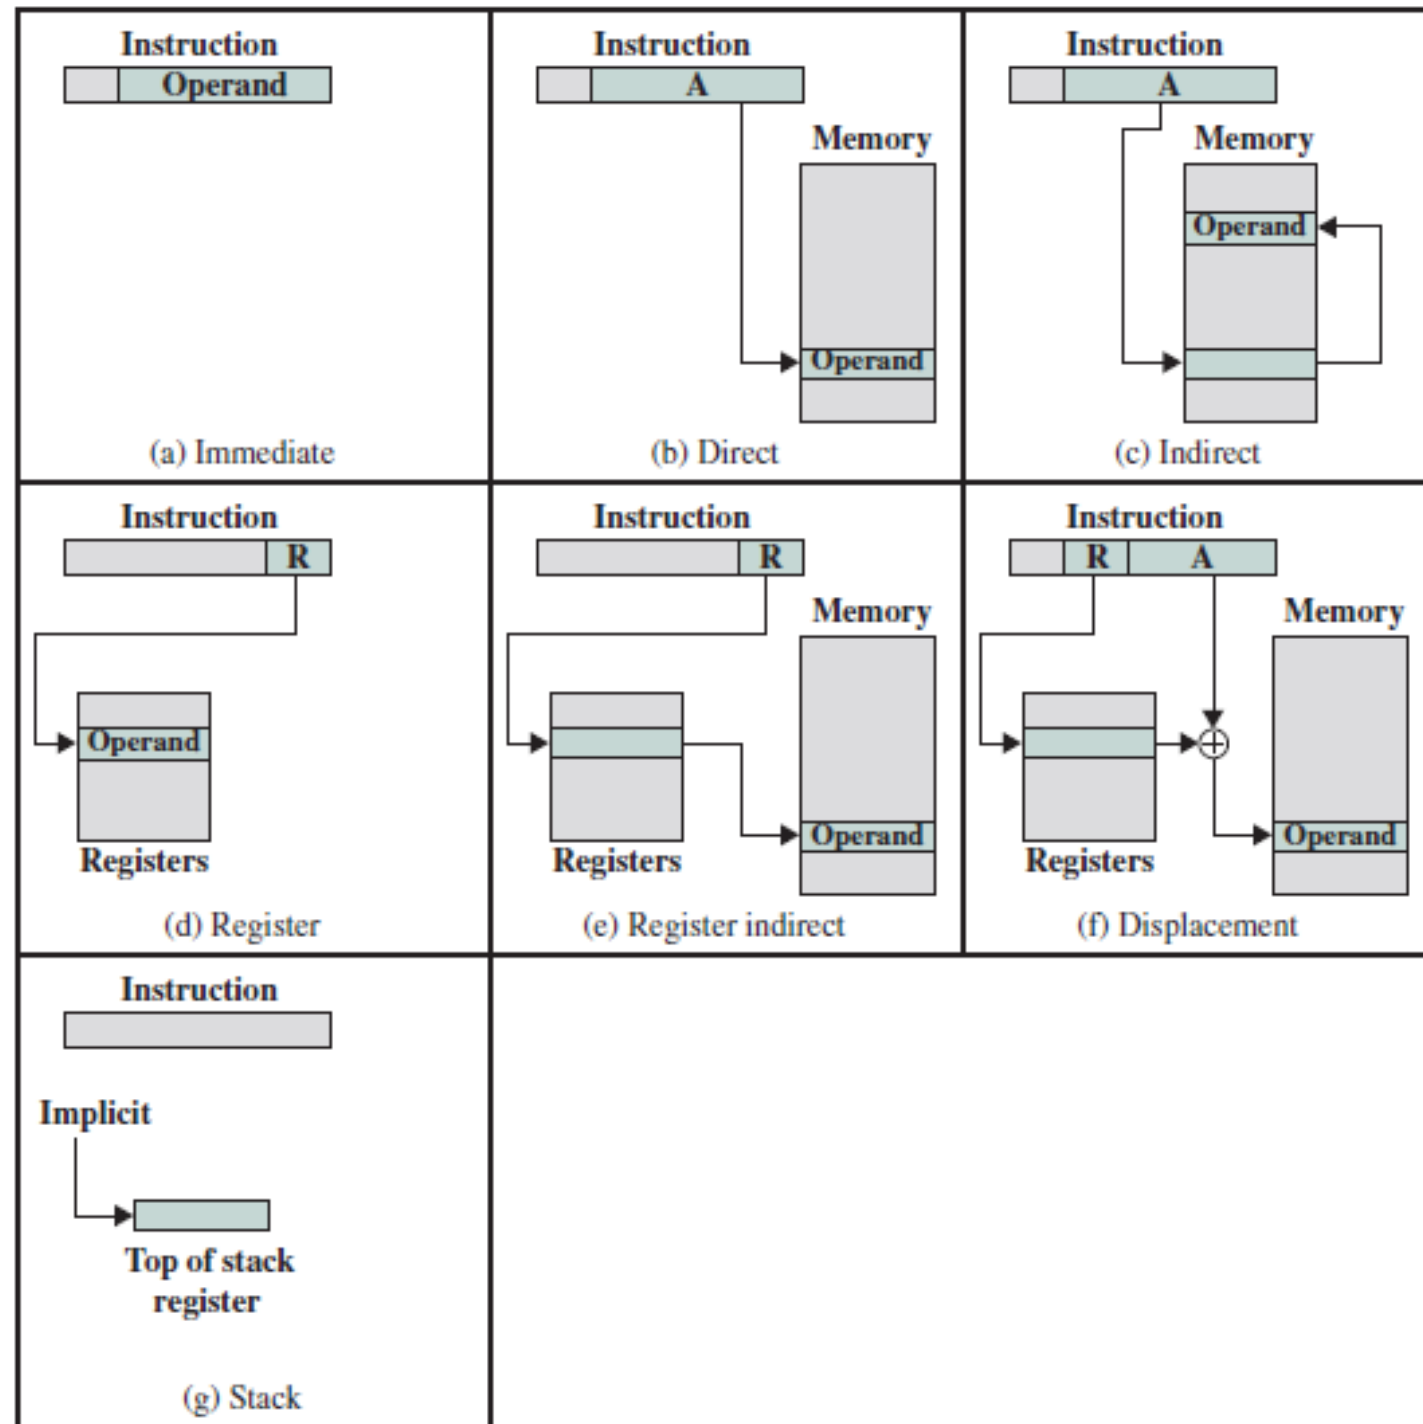 Instruction
Operand
(a) Immediate
Instruction
A
Memory
Operand
(b) Direct
Instruction
A
Memory
Operand
(c) Indirect
Instruction
R
Operand
Registers
(d) Register
Instruction
R
Memory
Operand
Registers
(e) Register indirect
Instruction
R A
Memory
Operand
Registers
(f) Displacement
Instruction
Implicit
Top of stack
register
(g) Stack